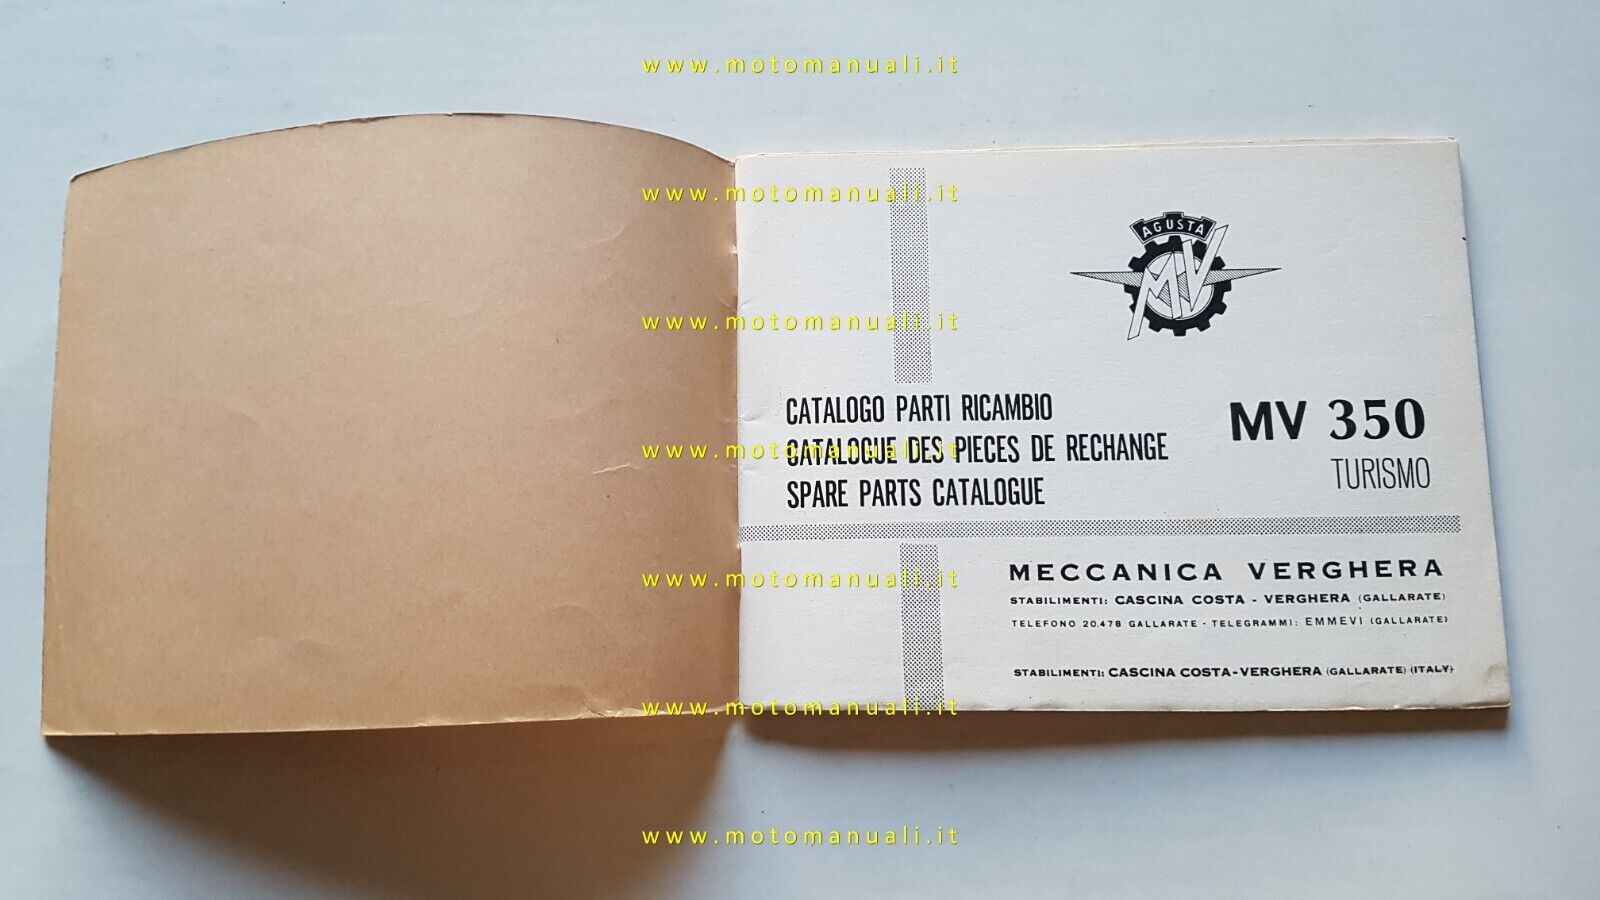 www.motomanuali.it
www.motomanuali.it
AGUSTA
MV
www.motomanuali.it
CATALOGO PARTI RICAMBIO
CATALOGUE DES PIECES DE RECHANGE
SPARE PARTS CATALOGUE
MV 350
TURISMO
www.motomanuali.it
MECCANICA VERGHERA
STABILIMENTI: CASCINA COSTA - VERGHERA (GALLARATE)
TELEFONO 20.478 GALLARATE - TELEGRAMMI: EMMEVI (GALLARATE)
www.motomanuali.it
STABILIMENTI: CASCINA COSTA-VERGHERA (GALLARATE) (ITALY)
www.motomanuali.it
www.motomanuali.it